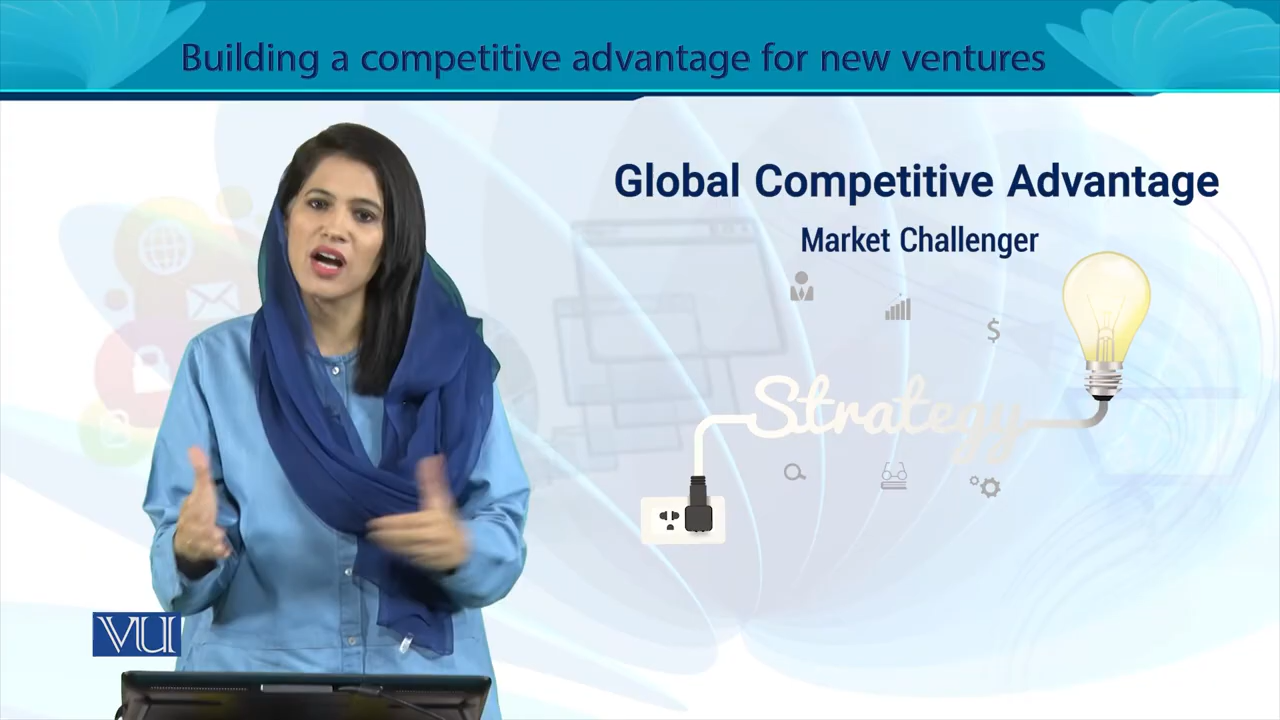 Building a competitive advantage for new ventures
Global Competitive Advantage
Market Challenger
$
Strategy
VU